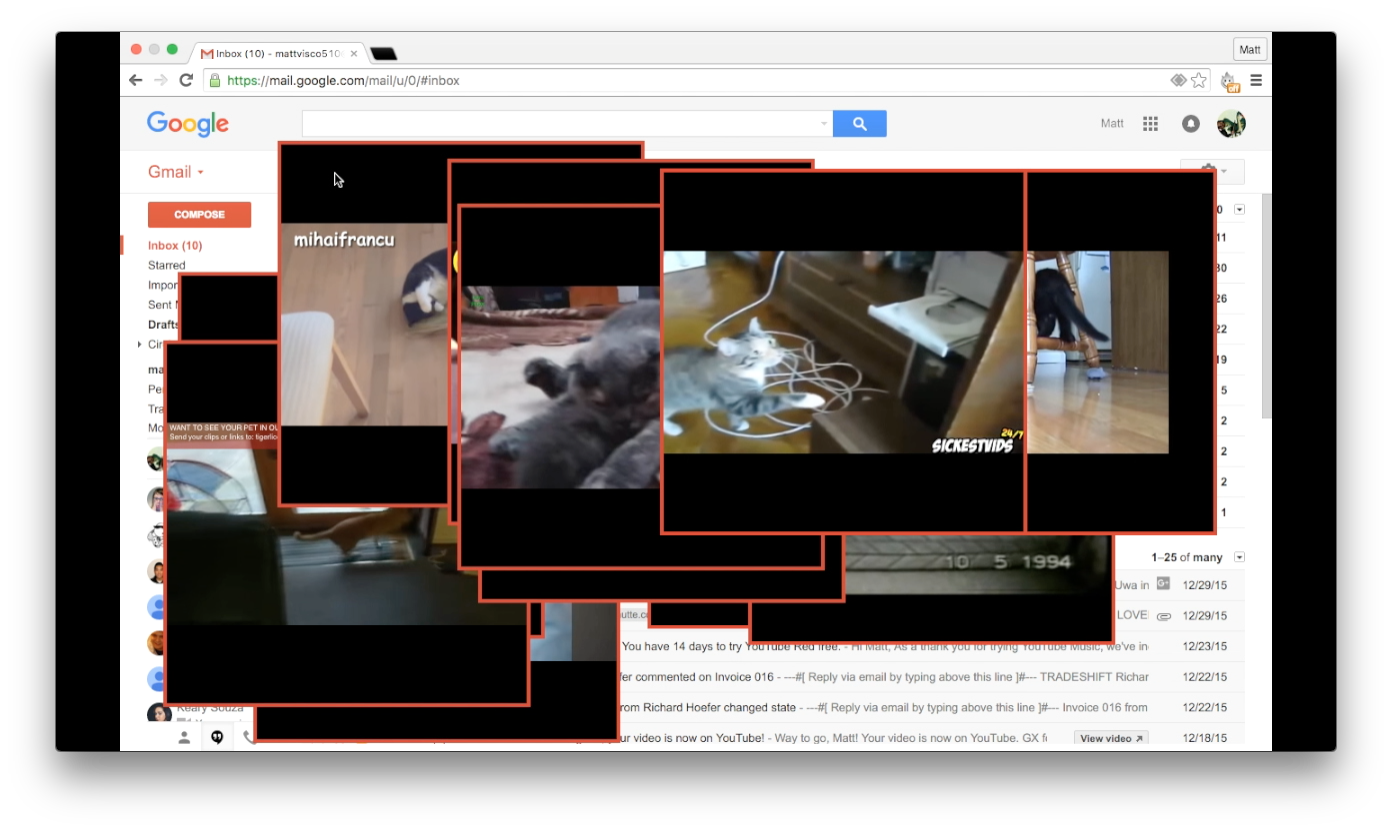 Inbox (10) - mattvisco510
Matt
https://mail.google.com/mail/u/0/#inbox
Google
Matt
Gmail
COMPOSE
Inbox (10)
Starred
Impor
Sent
Drafts
Cir
ma
Pe
Tra
Mo
mihaifrancu
WANT TO SEE YOUR PET IN OU
Send your clips or links to: tigerlic
24/7
SICKESTVIDS
0
11
30
26
22
19
5
2
2
2
1
10 5 1994
1–25 of many
Uwa in 12/29/15
utte.co LOVE 12/29/15
You have 14 days to try YouTube Red free. - Hi Matt, As a thank you for trying YouTube Music, we've in 12/23/15
fer commented on Invoice 016 - ---#[ Reply via email by typing above this line ]#--- TRADESHIFT Richar 12/22/15
rom Richard Hoefer changed state - ---#[ Reply via email by typing above this line ]#--- Invoice 016 from 12/22/15
Keary Souza
ur video is now on YouTube! - Way to go, Matt! Your video is now on YouTube. GX f View video 12/18/15